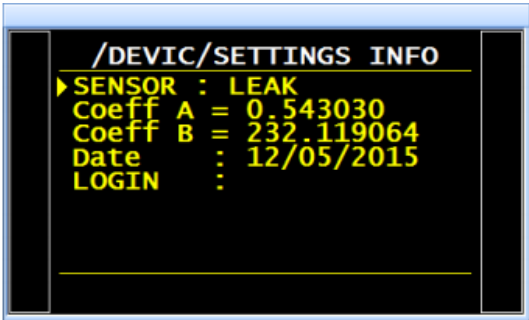 /DEVIC/SETTINGS INFO
SENSOR : LEAK
Coeff A = 0.543030
Coeff B = 232.119064
Date : 12/05/2015
LOGIN :